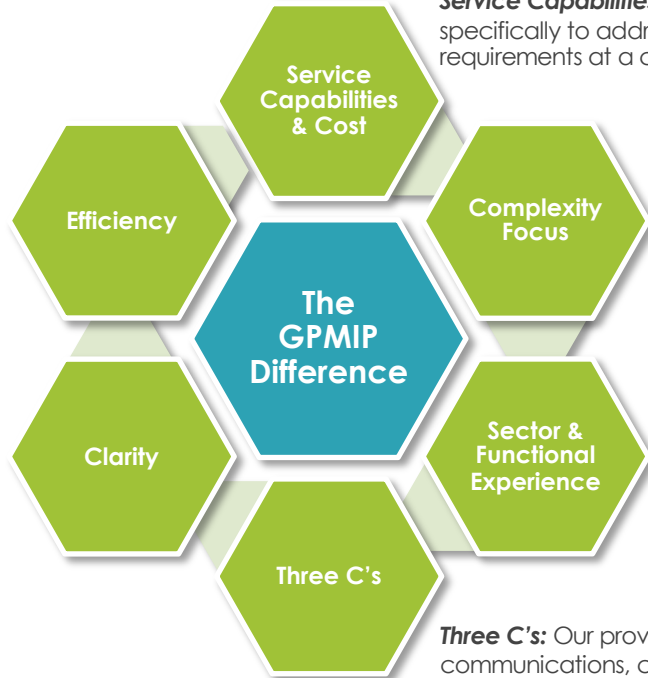 Service Capabilities
specifically to addr
requirements at a c
Service
Capabilities
& Cost
Efficiency
Complexity
Focus
The
GPMIP
Difference
Clarity
Sector &
Functional
Experience
Three C's
Three C's: Our prov
communications, c